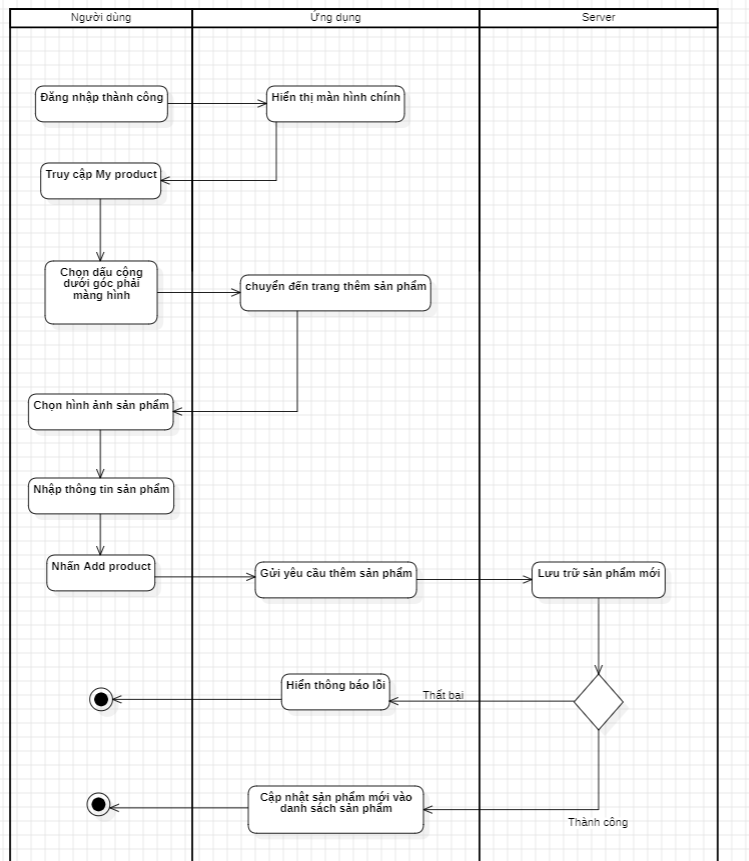 Người dùng
Ứng dụng
Server
Đăng nhập thành công
Hiển thị màn hình chính
Truy cập My product
Chọn dấu cộng
dưới góc phải
màng hình
chuyển đến trang thêm sản phẩm
Chọn hình ảnh sản phẩm
Nhập thông tin sản phẩm
Nhấn Add product
Gửi yêu cầu thêm sản phẩm
Lưu trữ sản phẩm mới
Hiển thông báo lỗi
Thất bại
Cập nhật sản phẩm mới vào
danh sách sản phẩm
Thành công